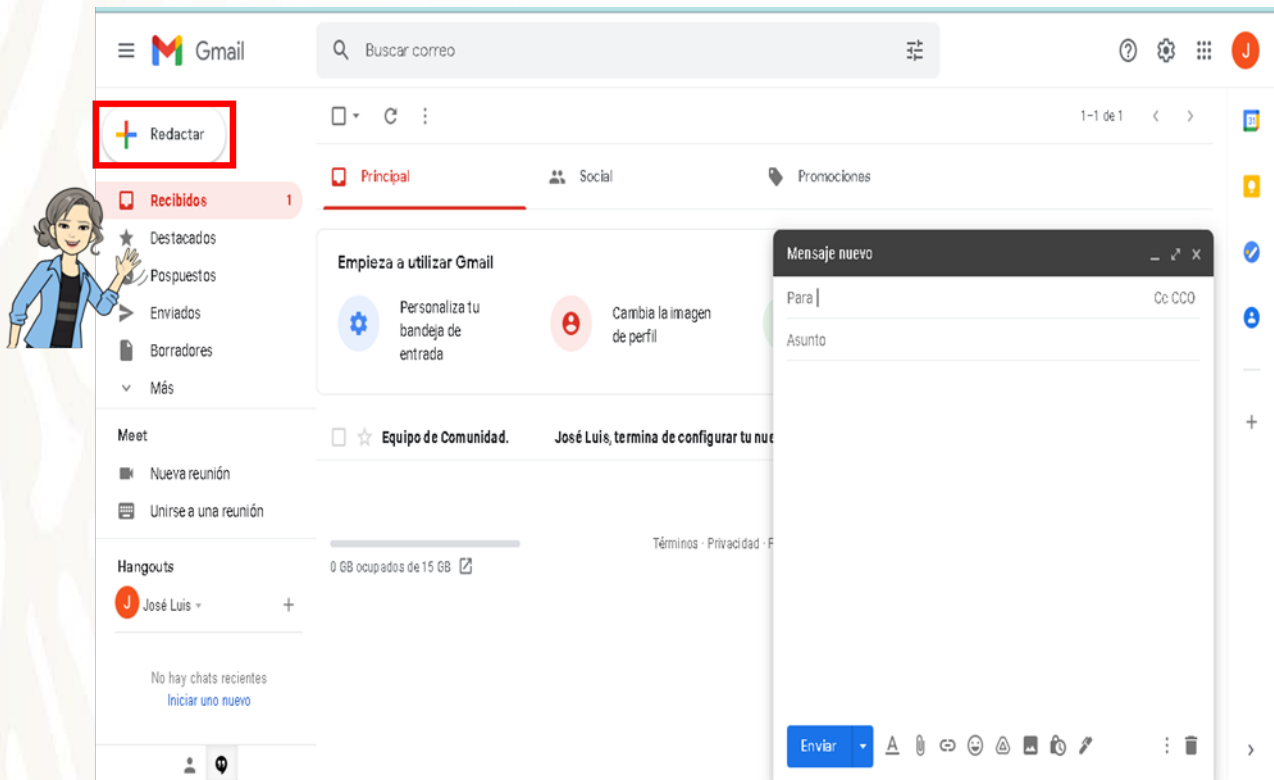 Gmail
Buscar correo
J
Redactar
1-1 de 1
31
Principal
Social
Promociones
Recibidos 1
Destacados
Pospuestos
Enviados
Borradores
Más
Empieza a utilizar Gmail
Personaliza tu
bandeja de
entrada
Cambia la imagen
de perfil
Mensaje nuevo
Para
Cc CCO
Asunto
Meet
Nueva reunión
Unirse a una reunión
Equipo de Comunidad. José Luis, termina de configurar tu nue
Términos · Privacidad ·
0 GB ocupados de 15 GB
Hangouts
J José Luis
No hay chats recientes
Iniciar uno nuevo
Enviar
A